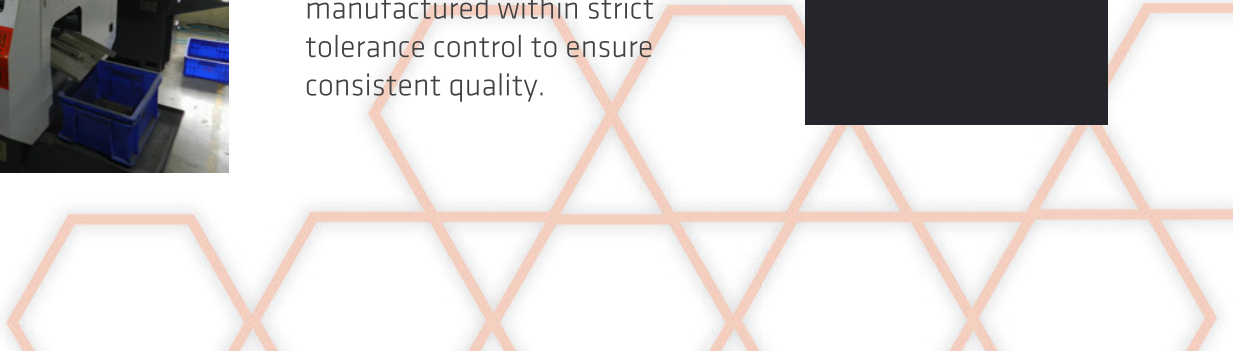 manufactured within strict
tolerance control to ensure
consistent quality.